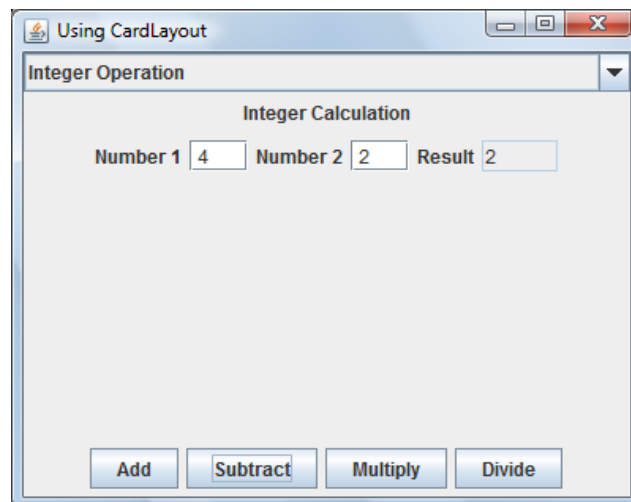 Using CardLayout
Integer Operation
Integer Calculation
Number 1 4 Number 2 2 Result 2
Add Subtract Multiply Divide